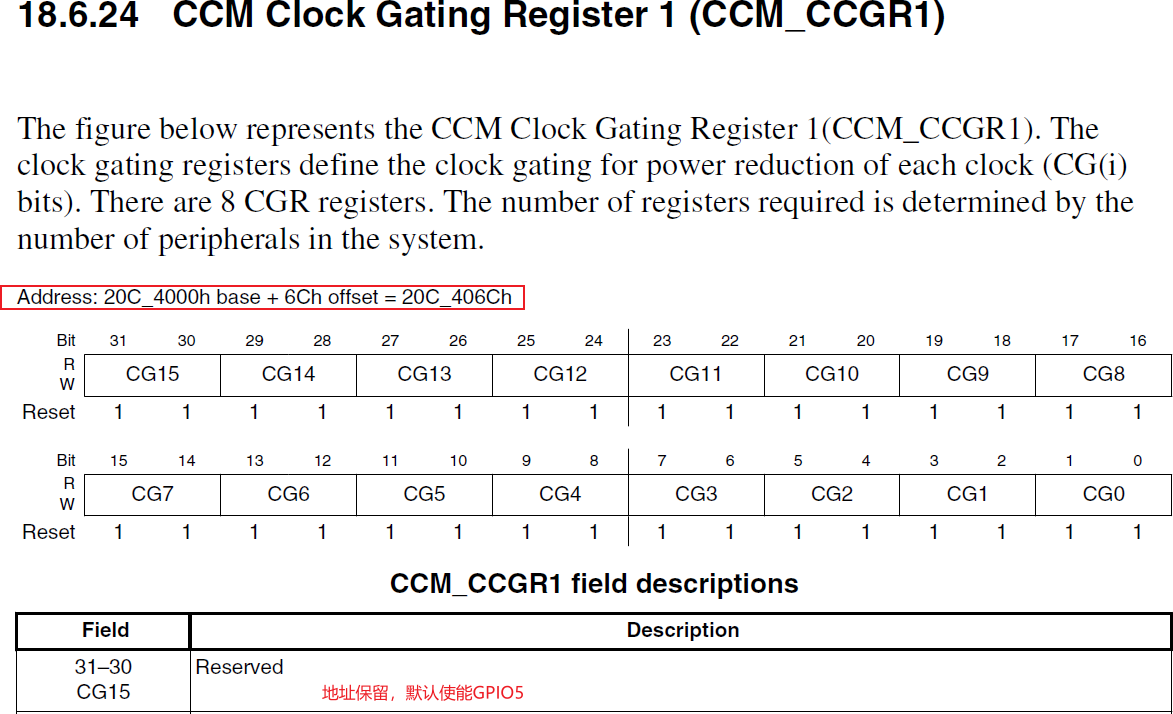 18.6.24 CCM Clock Gating Register 1 (CCM_CCGR1)
The figure below represents the CCM Clock Gating Register 1(CCM_CCGR1). The
clock gating registers define the clock gating for power reduction of each clock (CG(i)
bits). There are 8 CGR registers. The number of registers required is determined by the
number of peripherals in the system.
Address: 20C_4000h base + 6Ch offset = 20C_406Ch
Bit 31 30 29 28 27 26 25 24 23 22 21 20 19 18 17 16
R
CG15 CG14 CG13 CG12 CG11 CG10 CG9 CG8
W
Reset 1 1 1 1 1 1 1 1 1 1 1 1 1 1 1 1
Bit 15 14 13 12 11 10 9 8 7 6 5 4 3 2 1 0
R
CG7 CG6 CG5 CG4 CG3 CG2 CG1 CG0
W
Reset 1 1 1 1 1 1 1 1 1 1 1 1 1 1 1 1
CCM_CCGR1 field descriptions
Field Description
31–30 Reserved
CG15 地址保留，默认使能GPIO5